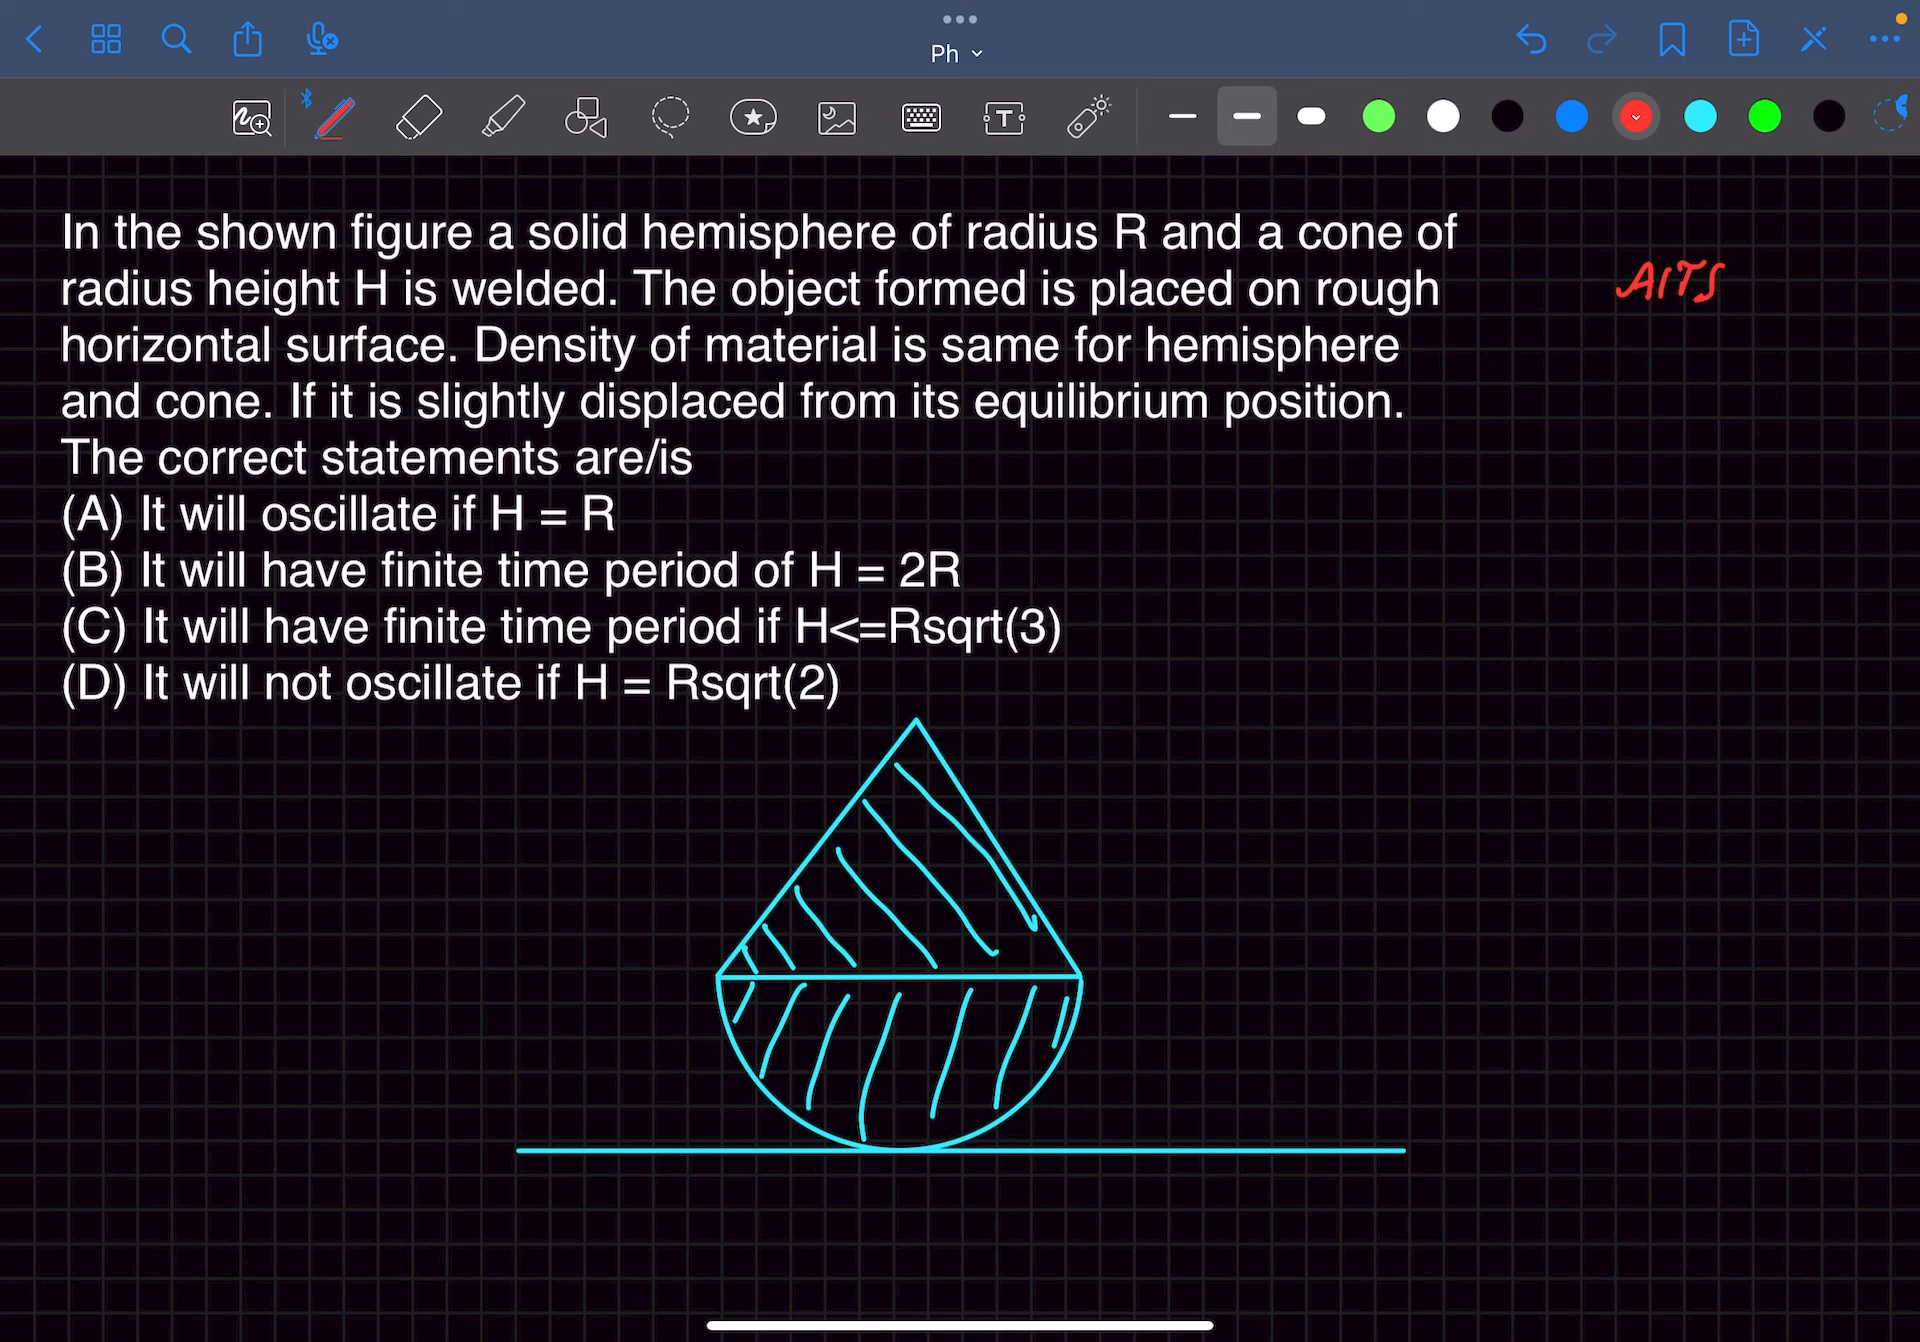 Ph
In the shown figure a solid hemisphere of radius R and a cone of
radius height H is welded. The object formed is placed on rough
horizontal surface. Density of material is same for hemisphere
and cone. If it is slightly displaced from its equilibrium position.
The correct statements are/is
(A) It will oscillate if H = R
(B) It will have finite time period of H = 2R
(C) It will have finite time period if H<=Rsqrt(3)
(D) It will not oscillate if H = Rsqrt(2)
AITS